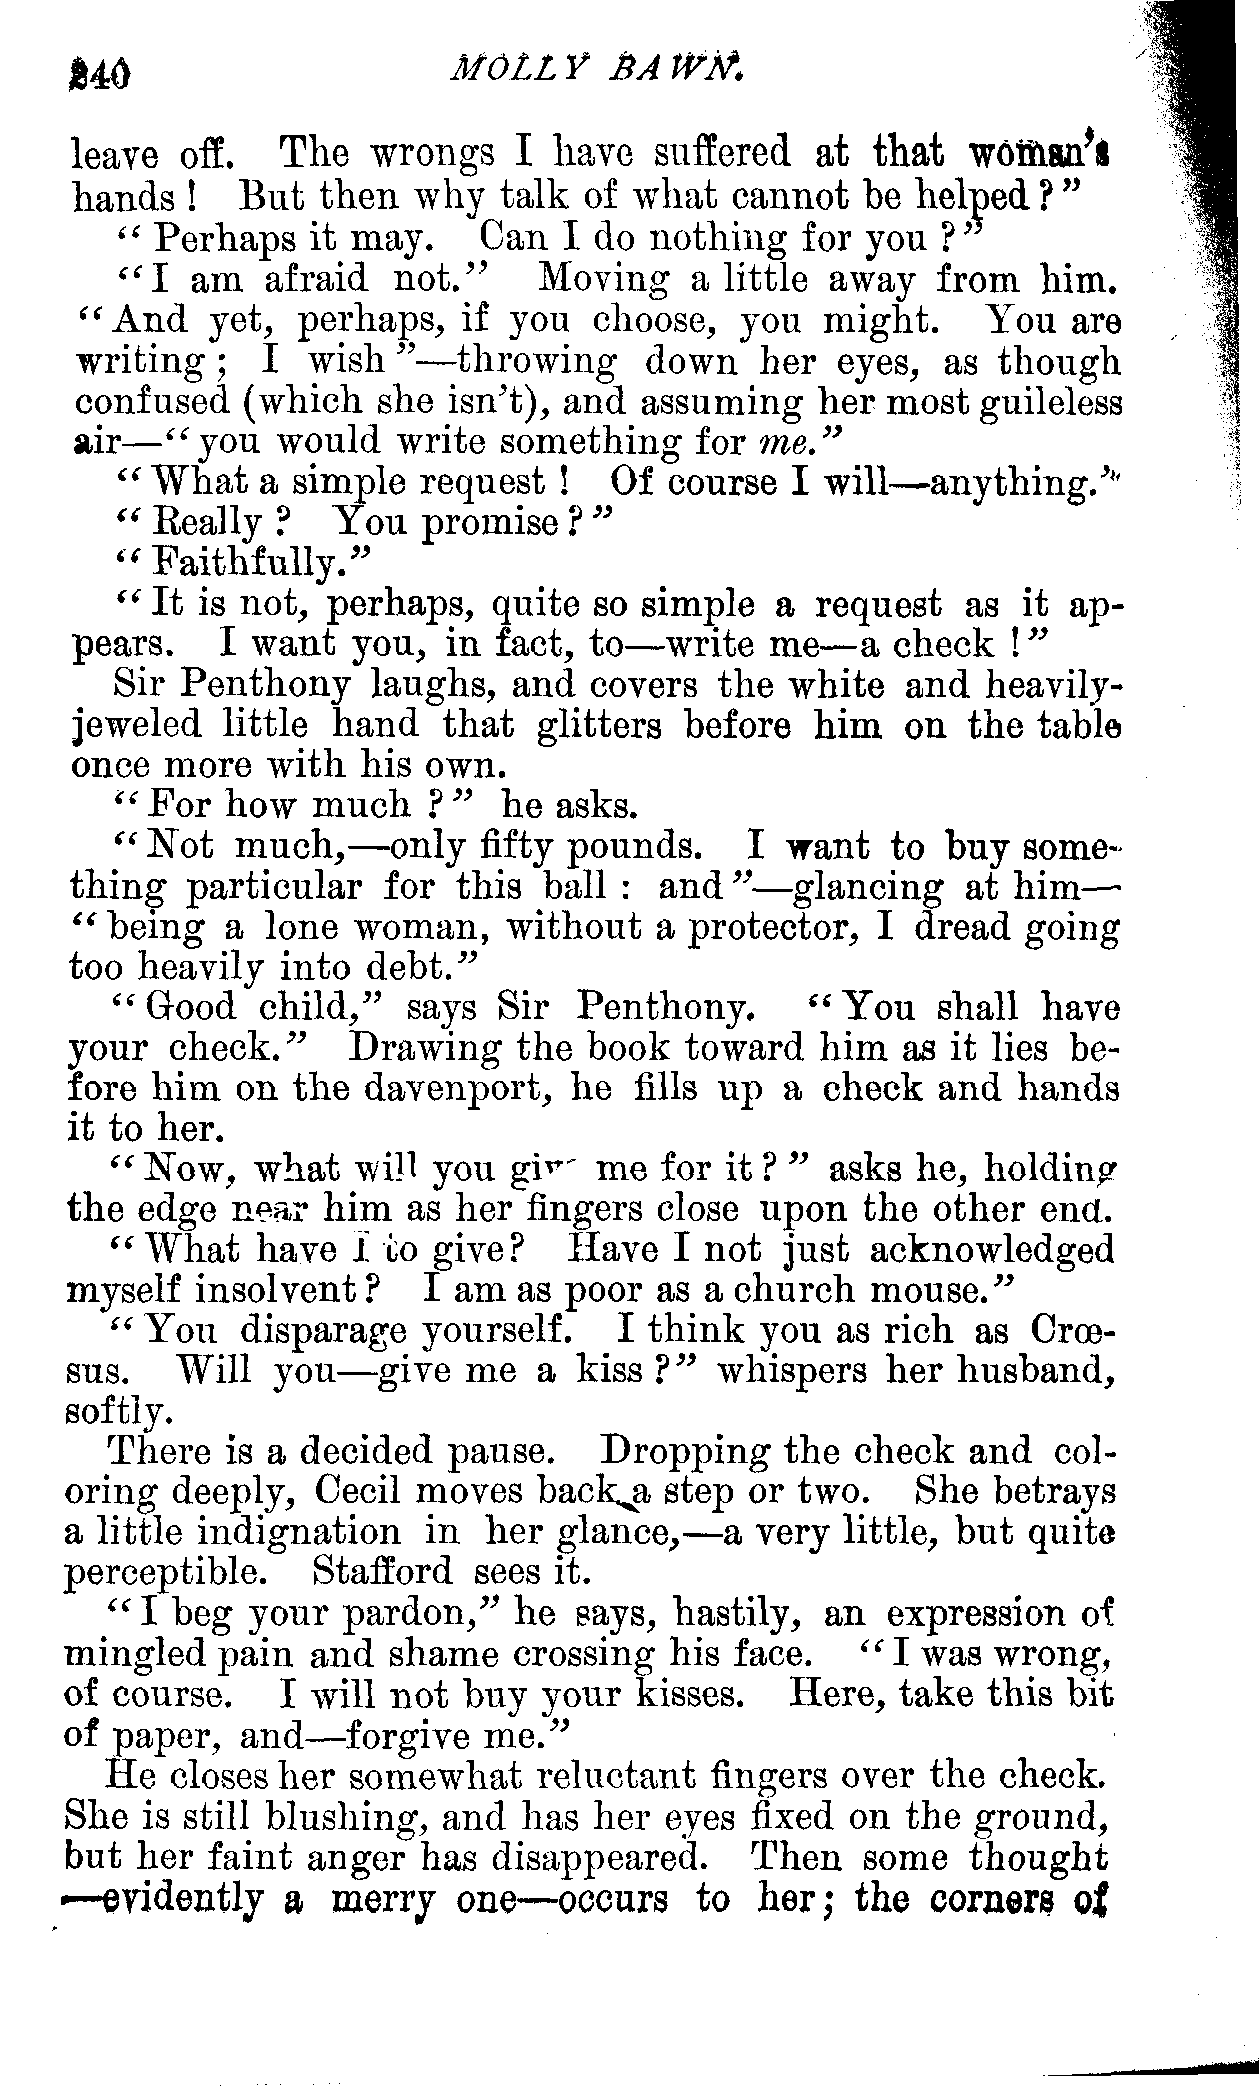 240 MOLLY BAWN.
leave off. The wrongs I have suffered at that woman's
hands! But then why talk of what cannot be helped?"
"Perhaps it may. Can I do nothing for you?"
"I am afraid not." Moving a little away from him.
"And yet, perhaps, if you choose, you might. You are
writing; I wish"—throwing down her eyes, as though
confused (which she isn't), and assuming her most guileless
air—"you would write something for me."
"What a simple request! Of course I will—anything."
"Really? You promise?"
"Faithfully."
"It is not, perhaps, quite so simple a request as it ap-
pears. I want you, in fact, to—write me—a check!"
Sir Penthony laughs, and covers the white and heavily-
jeweled little hand that glitters before him on the table
once more with his own.
"For how much?" he asks.
"Not much,—only fifty pounds. I want to buy some-
thing particular for this ball: and"—glancing at him—
"being a lone woman, without a protector, I dread going
too heavily into debt."
"Good child," says Sir Penthony. "You shall have
your check." Drawing the book toward him as it lies be-
fore him on the davenport, he fills up a check and hands
it to her.
"Now, what will you give me for it?" asks he, holding
the edge near him as her fingers close upon the other end.
"What have I to give? Have I not just acknowledged
myself insolvent? I am as poor as a church mouse."
"You disparage yourself. I think you as rich as Crœ-
sus. Will you—give me a kiss?" whispers her husband,
softly.
There is a decided pause. Dropping the check and col-
oring deeply, Cecil moves back a step or two. She betrays
a little indignation in her glance,—a very little, but quite
perceptible. Stafford sees it.
"I beg your pardon," he says, hastily, an expression of
mingled pain and shame crossing his face. "I was wrong,
of course. I will not buy your kisses. Here, take this bit
of paper, and—forgive me."
He closes her somewhat reluctant fingers over the check.
She is still blushing, and has her eyes fixed on the ground,
but her faint anger has disappeared. Then some thought
—evidently a merry one—occurs to her; the corners of